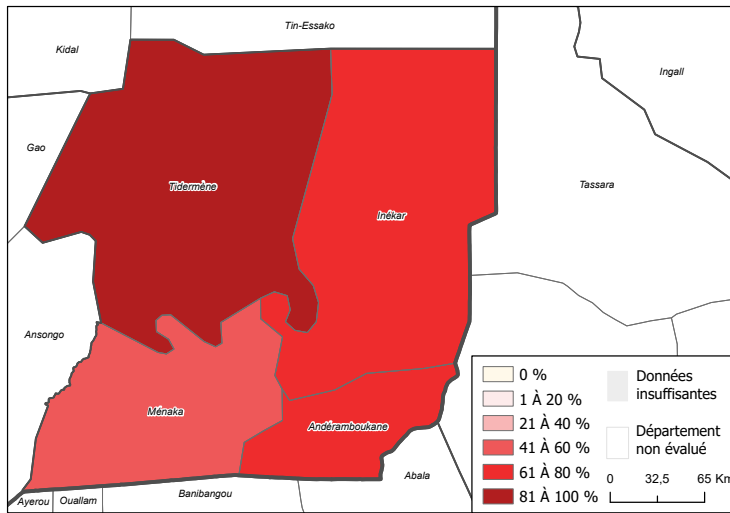 Tin-Essako
Kidal
Ingall
Gao
Tassara
Tidermène
Inékar
Ansongo
Ménaka
Andéramboukane
Abala
Banibangou
Ayerou
Ouallam
0 %
1 À 20 %
21 À 40 %
41 À 60 %
61 À 80 %
81 À 100 %
Données
insuffisantes
Département
non évalué
0 32,5 65 Km